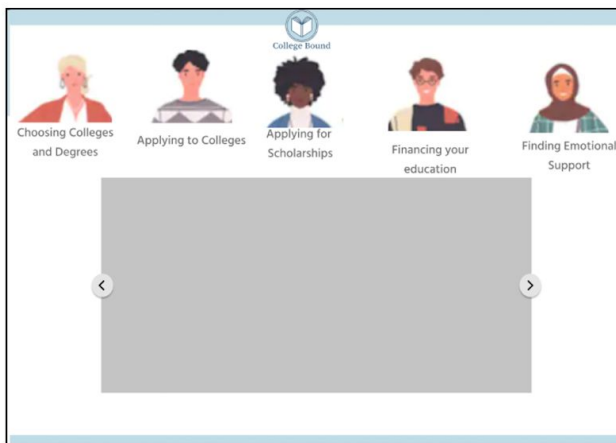 College Bound
Choosing Colleges
and Degrees
Applying to Colleges
Applying for
Scholarships
Financing your
education
Finding Emotional
Support